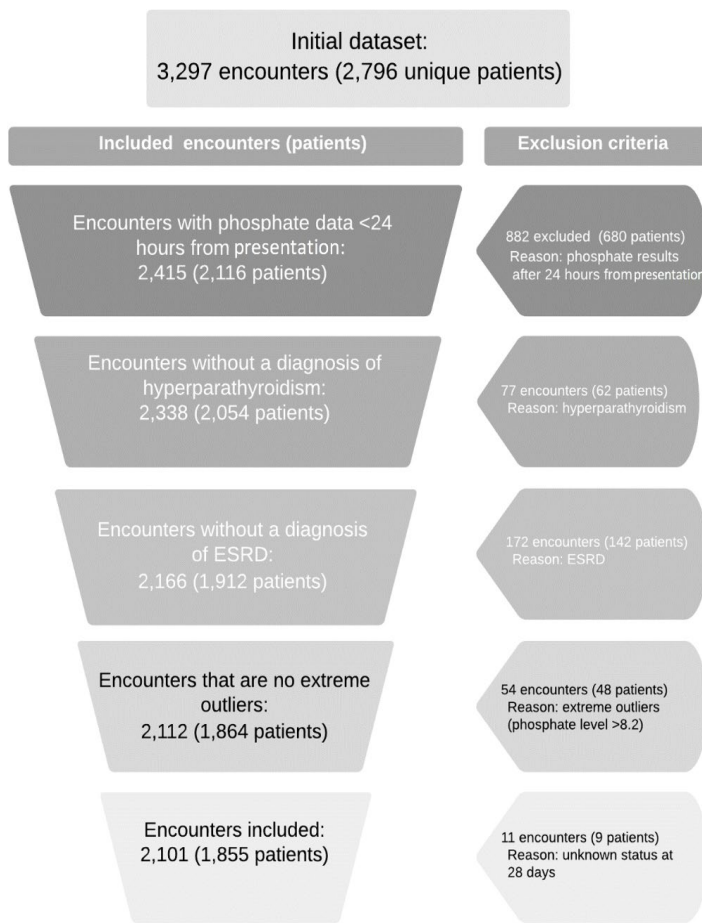 Initial dataset:
3,297 encounters (2,796 unique patients)
Included encounters (patients)
Exclusion criteria
Encounters with phosphate data <24
hours from presentation:
2,415 (2,116 patients)
882 excluded (680 patients)
Reason: phosphate results
after 24 hours from presentation
Encounters without a diagnosis of
hyperparathyroidism:
2,338 (2,054 patients)
77 encounters (62 patients)
Reason: hyperparathyroidism
Encounters without a diagnosis
of ESRD:
2,166 (1,912 patients)
172 encounters (142 patients)
Reason: ESRD
Encounters that are no extreme
outliers:
2,112 (1,864 patients)
54 encounters (48 patients)
Reason: extreme outliers
(phosphate level >8.2)
Encounters included:
2,101 (1,855 patients)
11 encounters (9 patients)
Reason: unknown status at
28 days